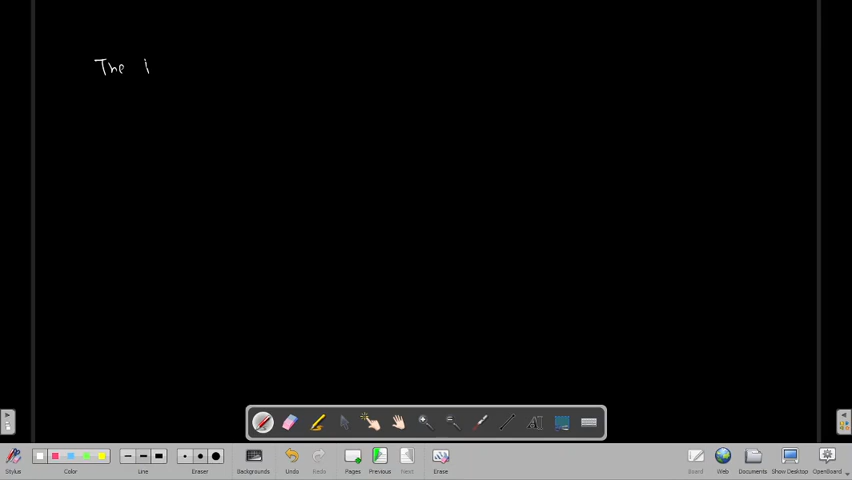 The i
Stylus
Color
Line
Eraser
Backgrounds
Undo
Redo
Pages
Previous
Next
Erase
Board
Web
Documents
Show Desktop
OpenBoard